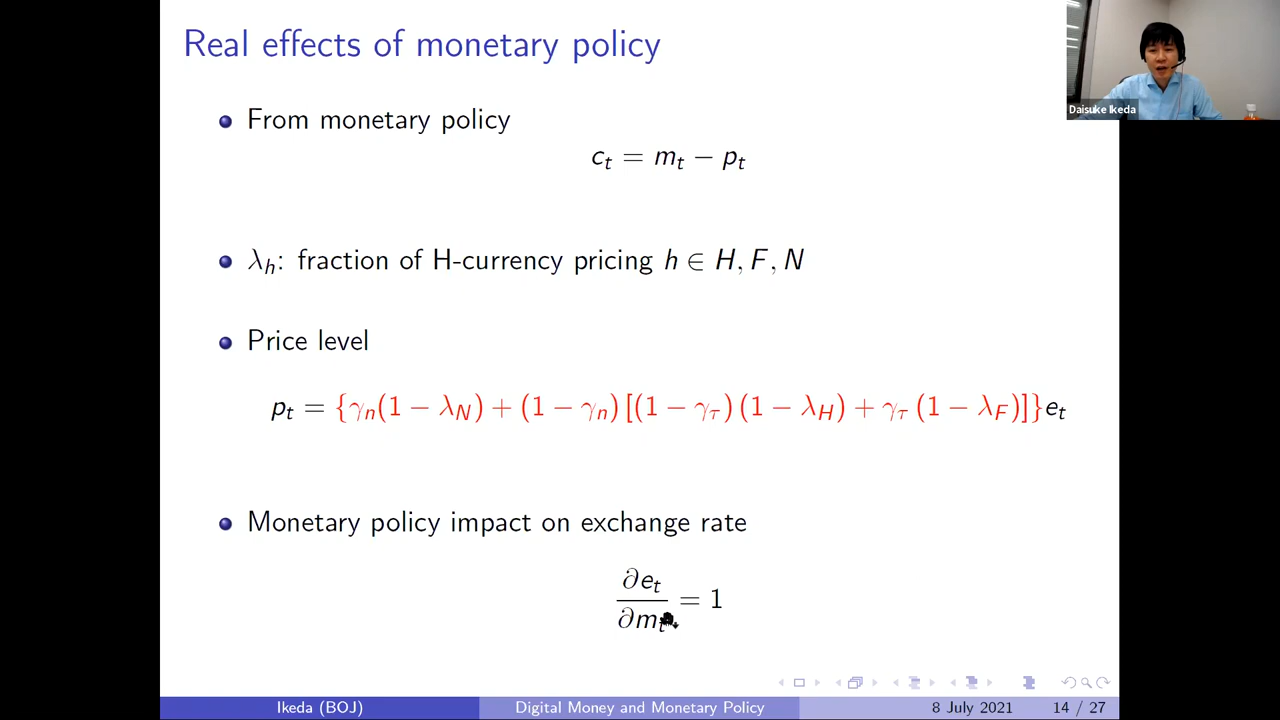 Real effects of monetary policy
Daisuke Ikeda
From monetary policy
c_t = m_t − p_t
λ_h: fraction of H-currency pricing h ∈ H, F, N
Price level
p_t = {γ_n(1 − λ_N) + (1 − γ_n) [(1 − γ_τ) (1 − λ_H) + γ_τ (1 − λ_F)]}e_t
Monetary policy impact on exchange rate
∂e_t / ∂m_t = 1
Ikeda (BOJ) Digital Money and Monetary Policy 8 July 2021 14 / 27